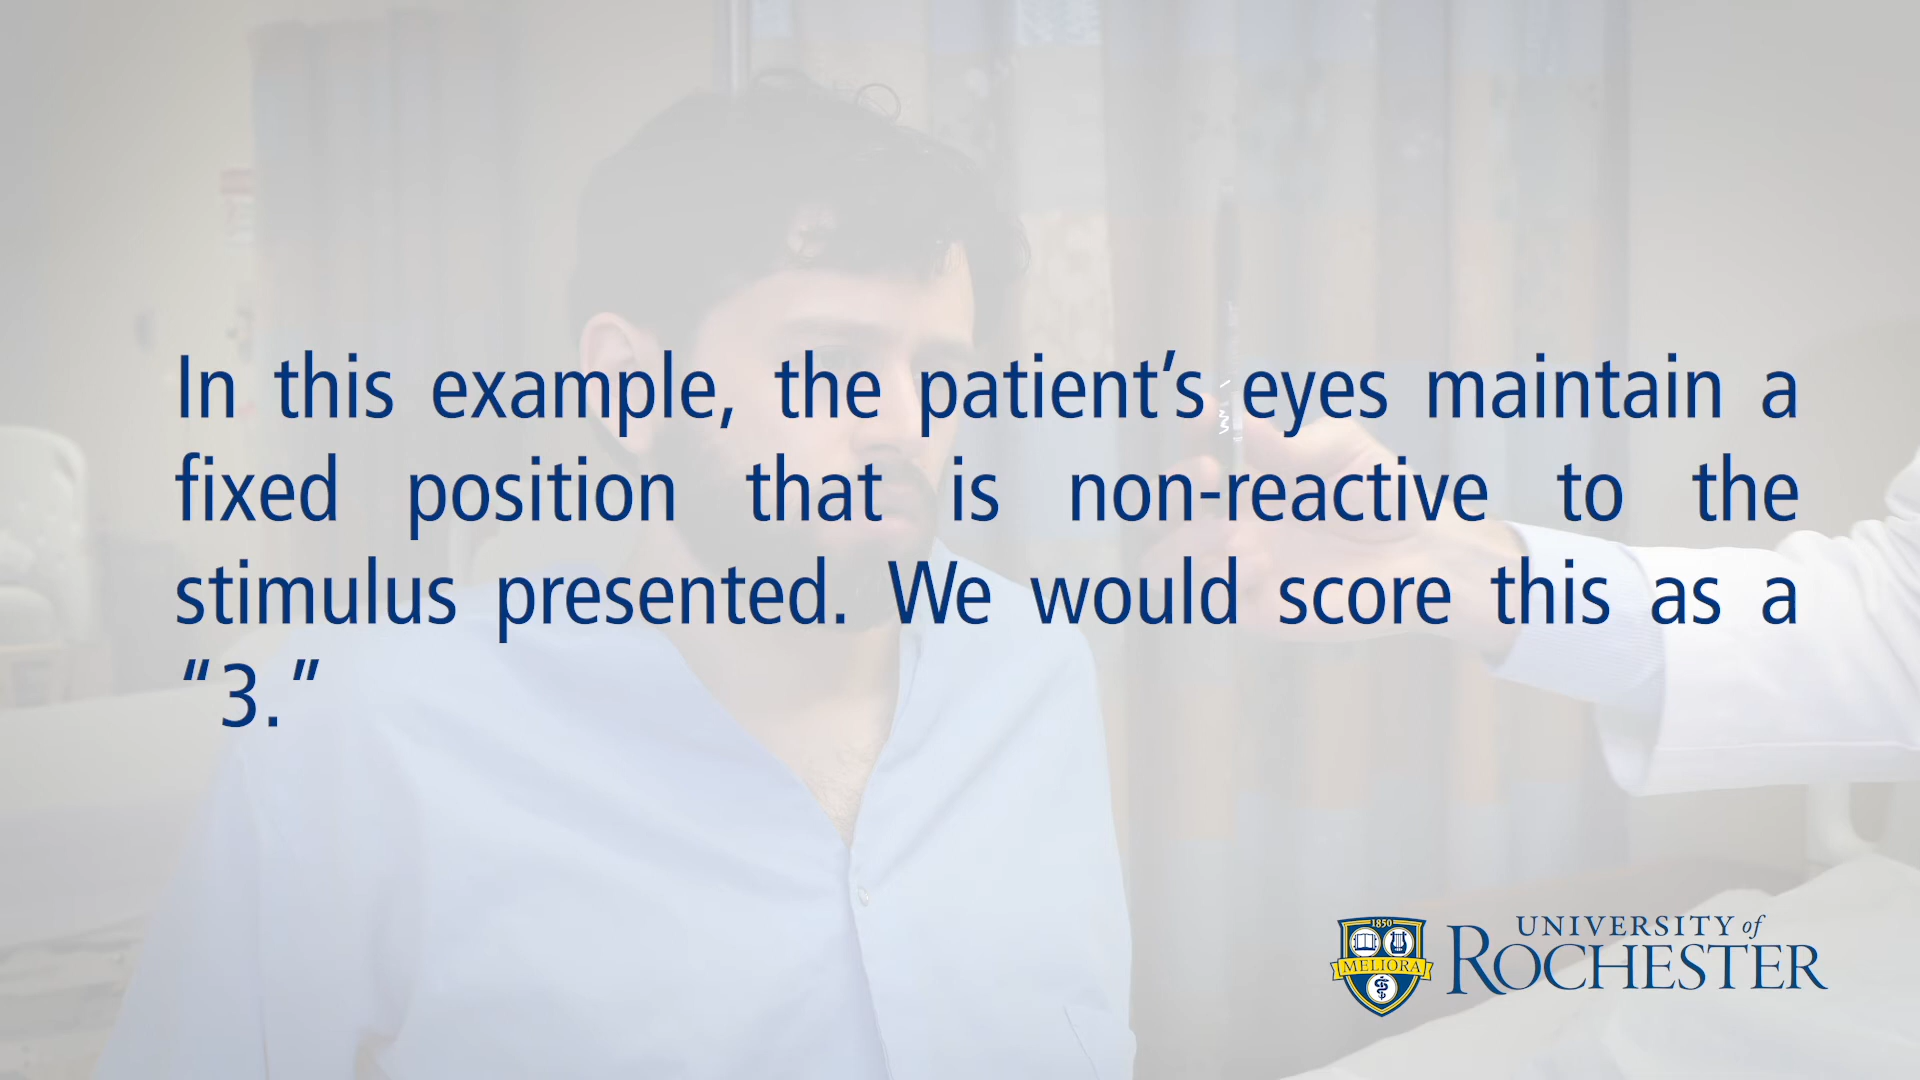 In this example, the patient’s eyes maintain a
fixed position that is non-reactive to the
stimulus presented. We would score this as a
“3.”
1850
MELIORA
UNIVERSITY of
ROCHESTER